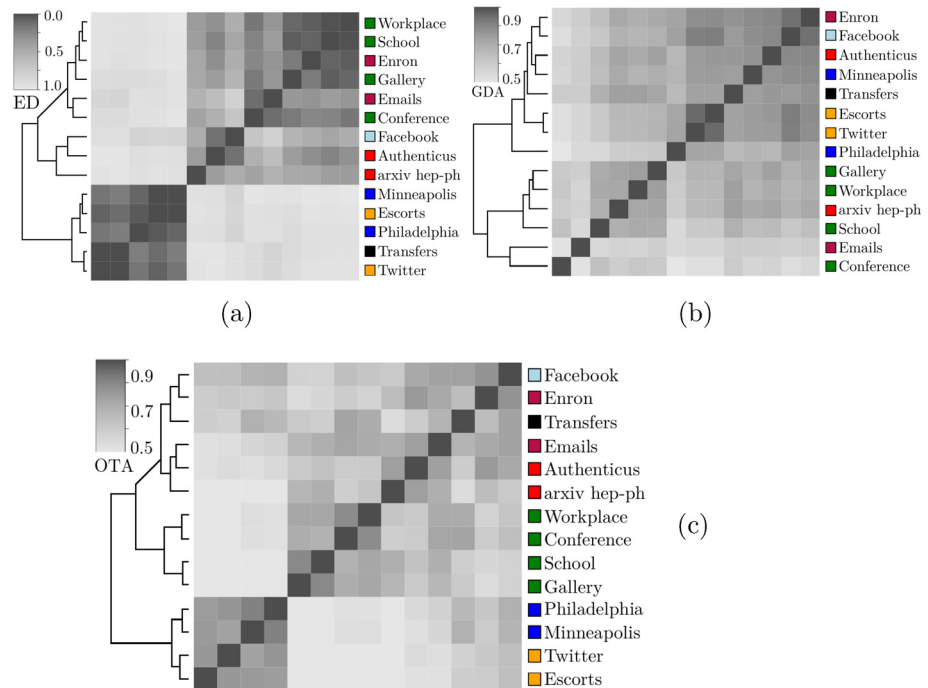 0.0
0.5
1.0
ED
Workplace
School
Enron
Gallery
Emails
Conference
Facebook
Authenticus
arxiv hep-ph
Minneapolis
Escorts
Philadelphia
Transfers
Twitter
(a)
0.9
0.7
0.5
GDA
Enron
Facebook
Authenticus
Minneapolis
Transfers
Escorts
Twitter
Philadelphia
Gallery
Workplace
arxiv hep-ph
School
Emails
Conference
(b)
0.9
0.7
0.5
OTA
Facebook
Enron
Transfers
Emails
Authenticus
arxiv hep-ph
Workplace
Conference
School
Gallery
Philadelphia
Minneapolis
Twitter
Escorts
(c)